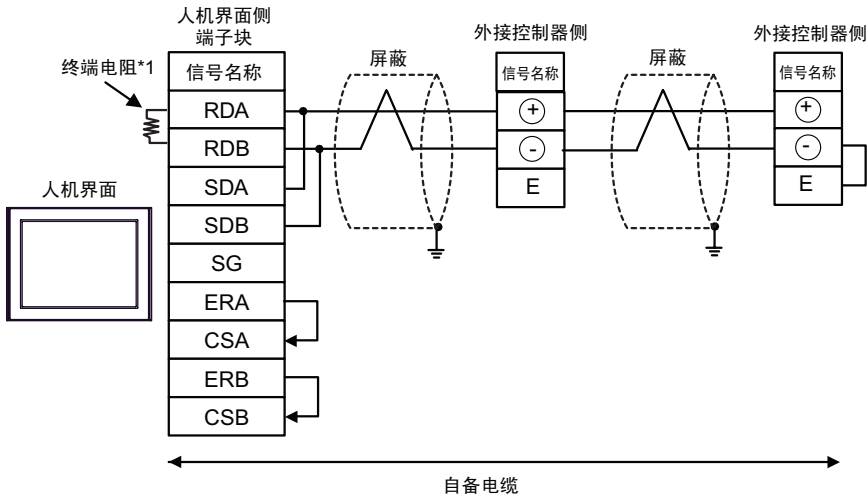 人机界面侧
端子块
外接控制器侧
外接控制器侧
终端电阻*1
信号名称
屏蔽
信号名称
屏蔽
信号名称
RDA
+
+
RDB
-
-
人机界面
SDA
E
E
SDB
SG
ERA
CSA
ERB
CSB
自备电缆